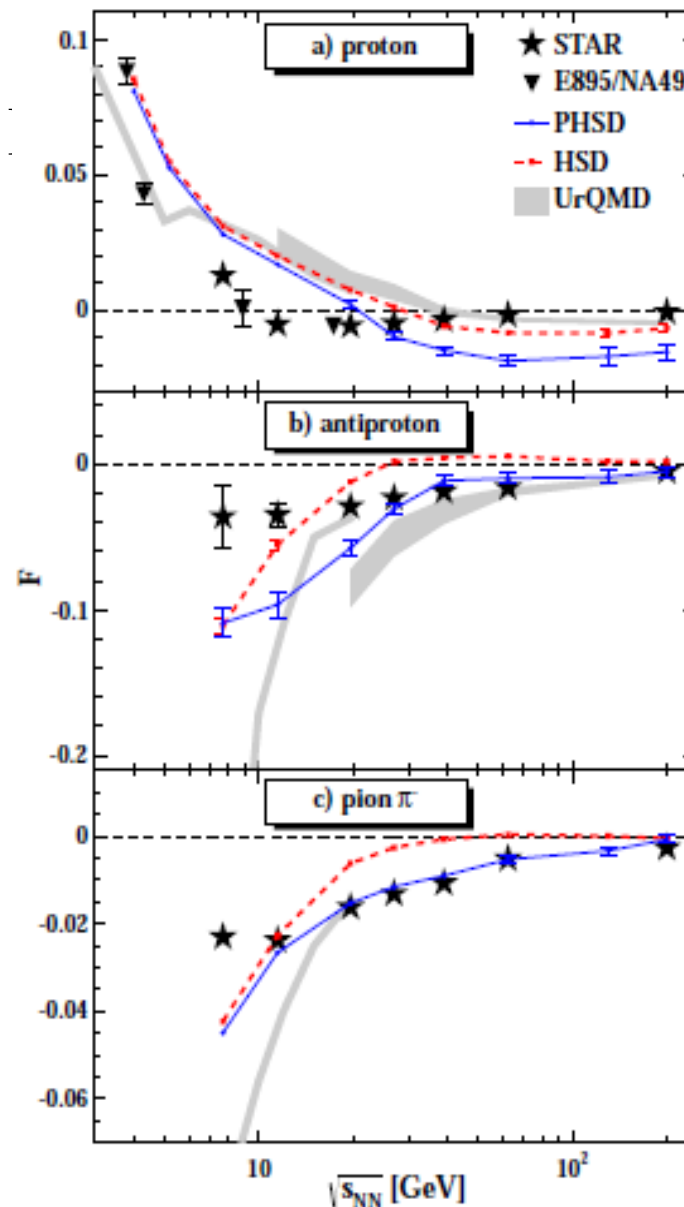 0.1
0.05
0
a) proton
STAR
E895/NA49
PHSD
HSD
UrQMD
b) antiproton
0
-0.1
-0.2
F
c) pion π⁻
0
-0.02
-0.04
-0.06
10
10²
√s_NN [GeV]